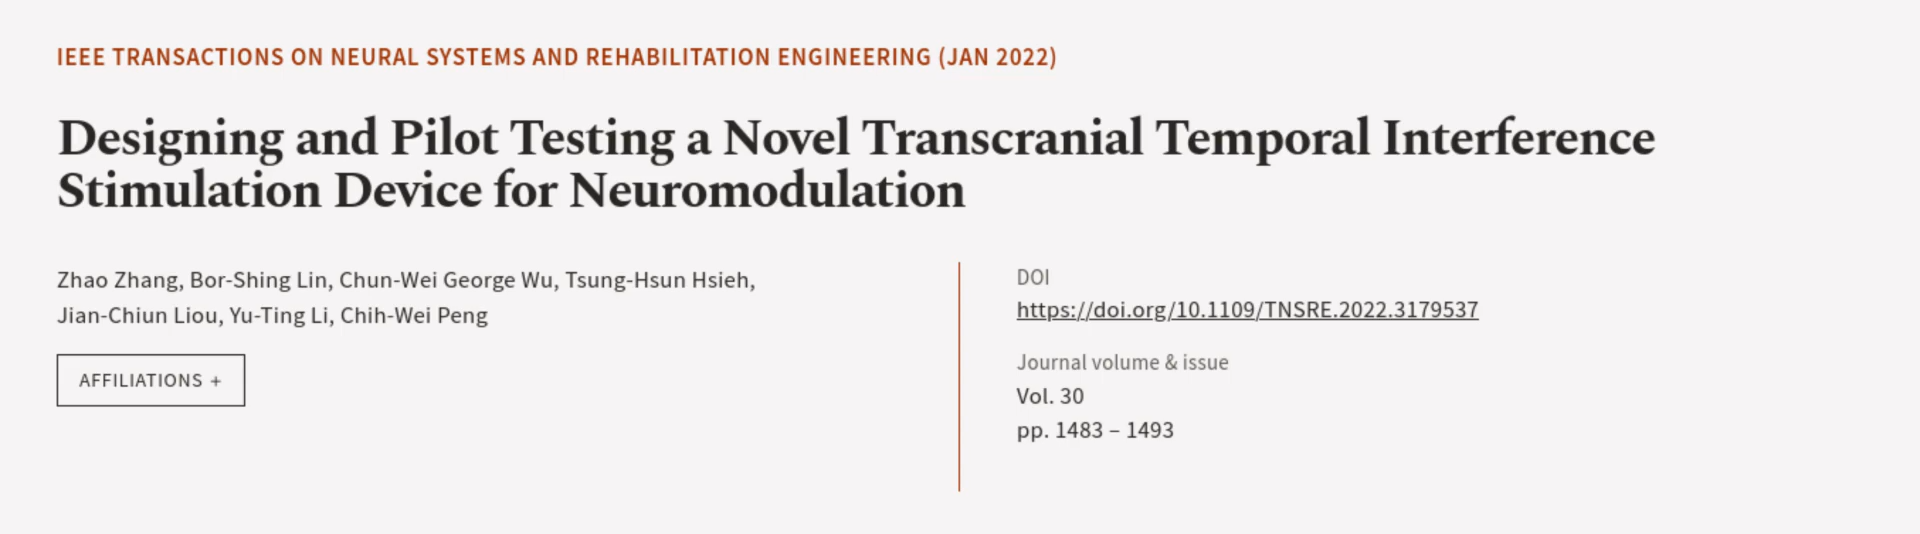 IEEE TRANSACTIONS ON NEURAL SYSTEMS AND REHABILITATION ENGINEERING (JAN 2022)
Designing and Pilot Testing a Novel Transcranial Temporal Interference
Stimulation Device for Neuromodulation
Zhao Zhang, Bor-Shing Lin, Chun-Wei George Wu, Tsung-Hsun Hsieh,
Jian-Chiun Liou, Yu-Ting Li, Chih-Wei Peng
AFFILIATIONS +
DOI
https://doi.org/10.1109/TNSRE.2022.3179537
Journal volume & issue
Vol. 30
pp. 1483 – 1493